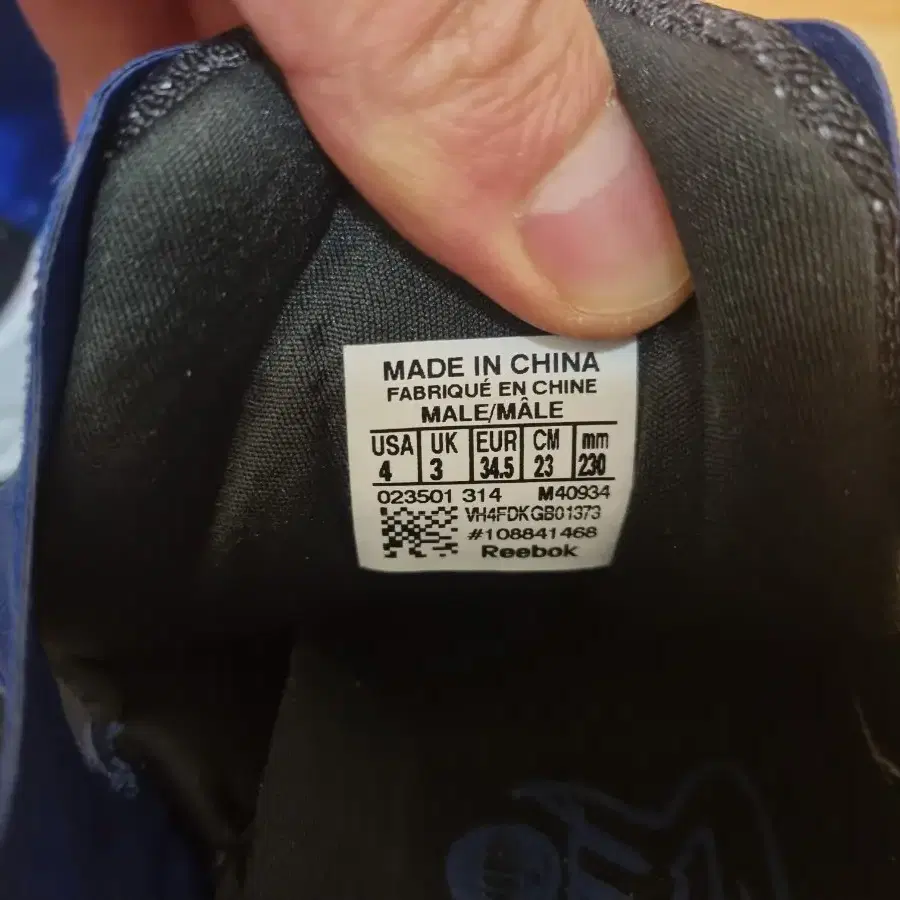 MADE IN CHINA
FABRIQUÉ EN CHINE
MALE/MÂLE
USA UK EUR CM mm
4 3 34.5 23 230
023501 314 M40934
VH4FDKGB01373
#108841468
Reebok